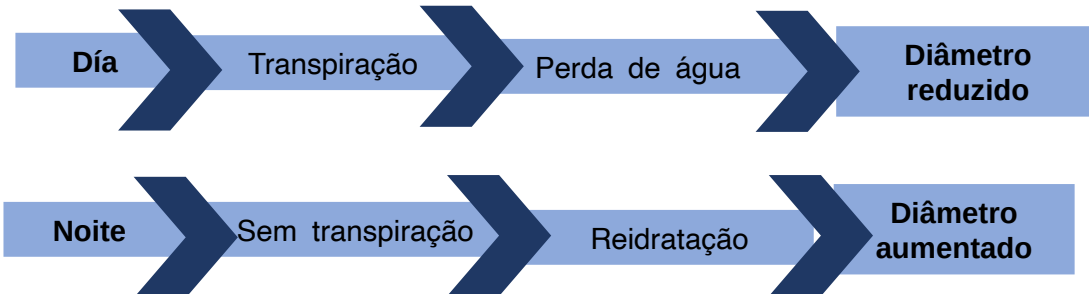 Día
Transpiração
Perda de água
Diâmetro
reduzido
Noite
Sem transpiração
Reidratação
Diâmetro
aumentado